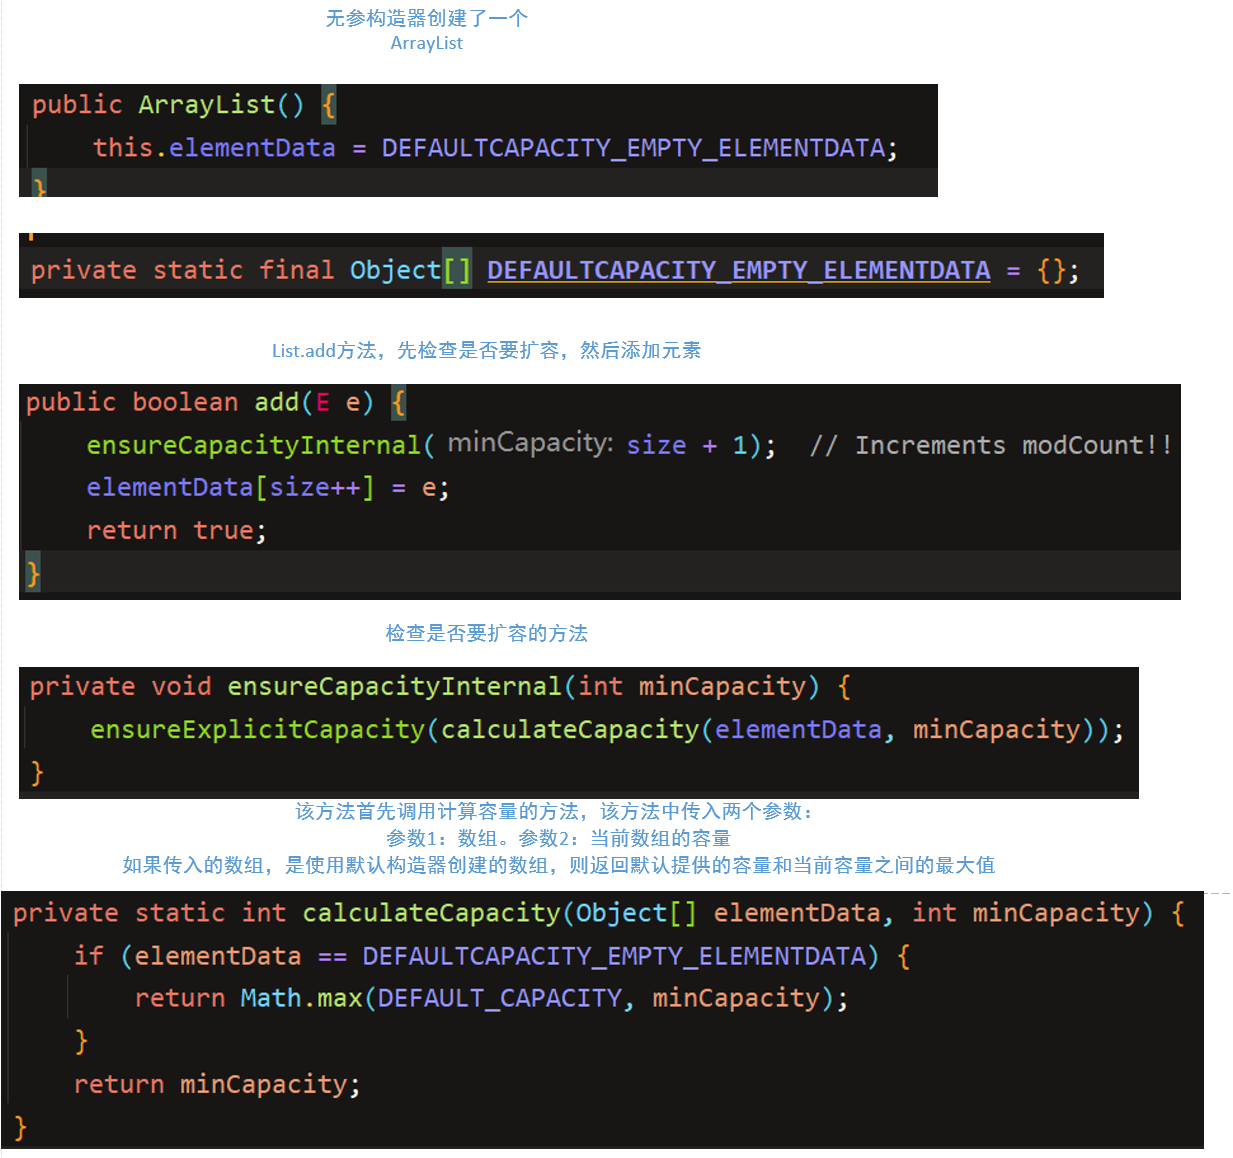 无参构造器创建了一个
ArrayList
public ArrayList() {
this.elementData = DEFAULTCAPACITY_EMPTY_ELEMENTDATA;
}
private static final Object[] DEFAULTCAPACITY_EMPTY_ELEMENTDATA = {};
List.add方法，先检查是否要扩容，然后添加元素
public boolean add(E e) {
ensureCapacityInternal( minCapacity: size + 1);  // Increments modCount!!
elementData[size++] = e;
return true;
}
检查是否要扩容的方法
private void ensureCapacityInternal(int minCapacity) {
ensureExplicitCapacity(calculateCapacity(elementData, minCapacity));
}
该方法首先调用计算容量的方法，该方法中传入两个参数：
参数1：数组。参数2：当前数组的容量
如果传入的数组，是使用默认构造器创建的数组，则返回默认提供的容量和当前容量之间的最大值
private static int calculateCapacity(Object[] elementData, int minCapacity) {
if (elementData == DEFAULTCAPACITY_EMPTY_ELEMENTDATA) {
return Math.max(DEFAULT_CAPACITY, minCapacity);
}
return minCapacity;
}